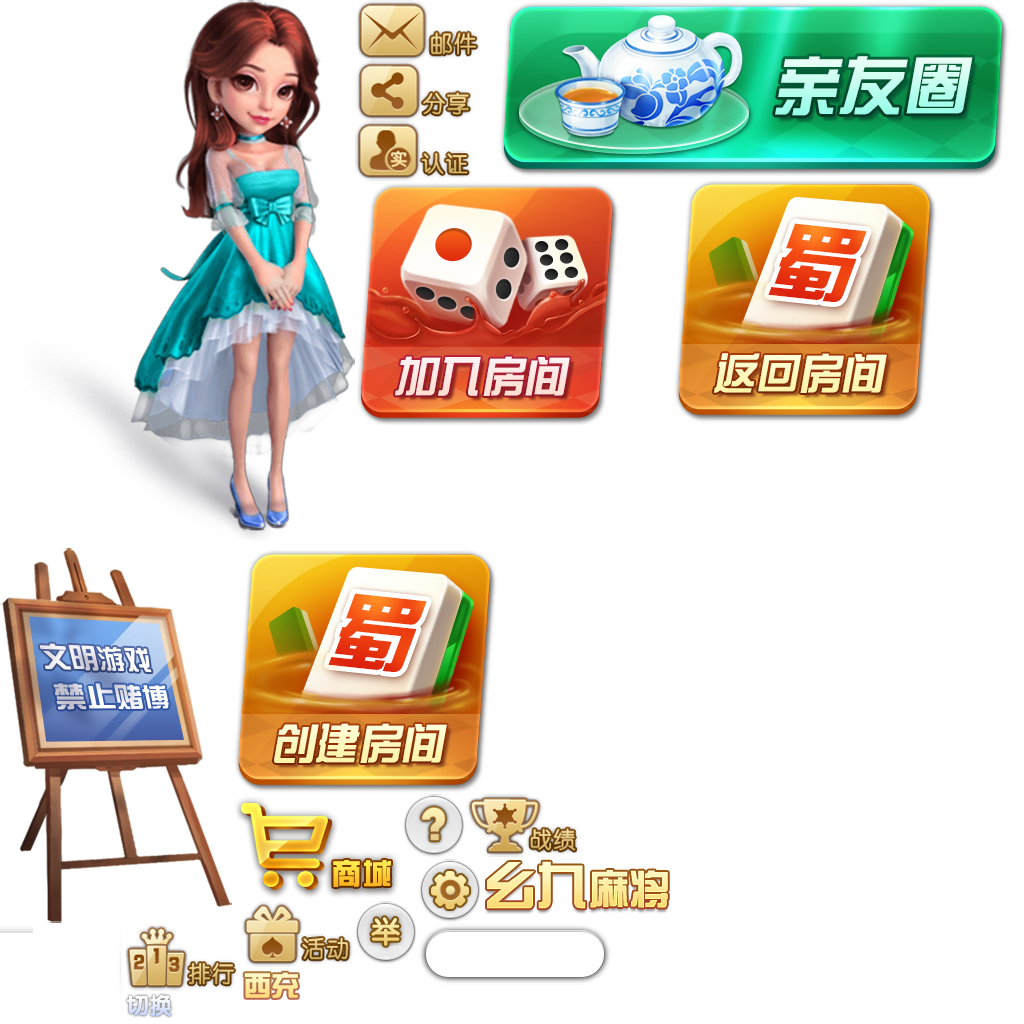 邮件
分享
实
认证
亲友圈
蜀
加入房间
蜀
返回房间
文明游戏
禁止赌博
蜀
创建房间
?
战绩
商城
幺九麻将
举
活动
2 1 3
排行
西充
切换